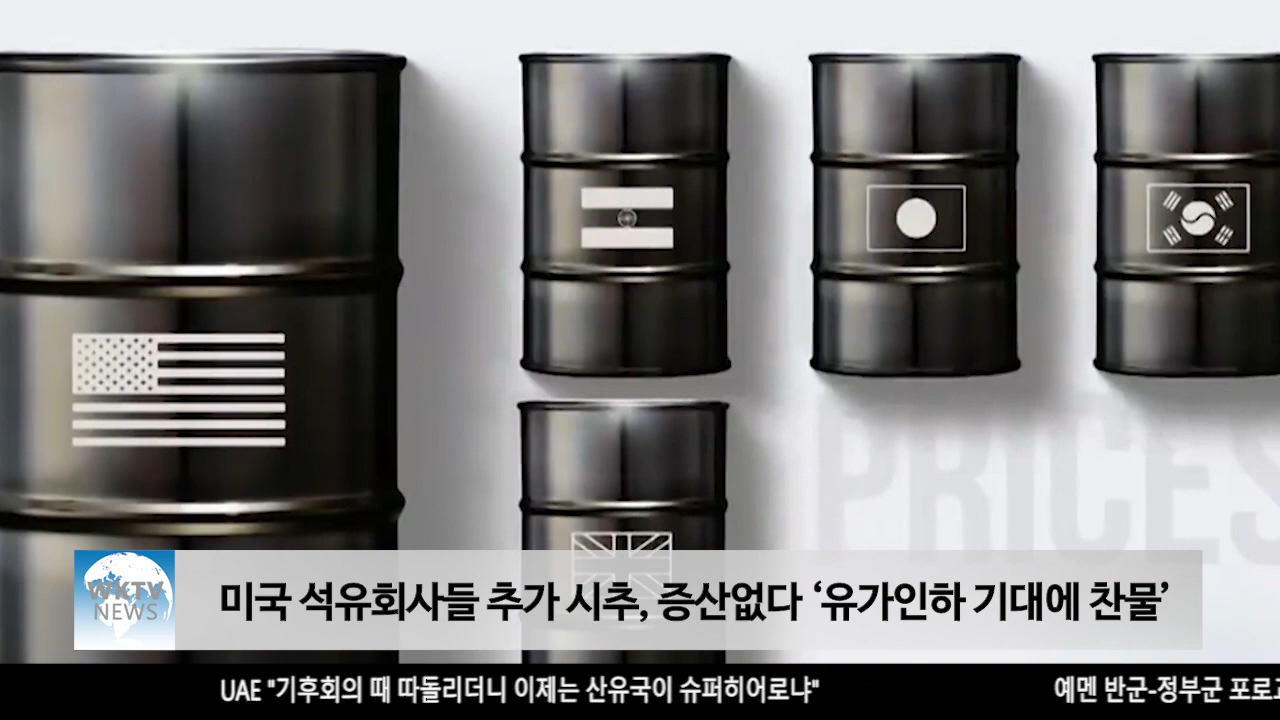 PRICES
WKTV
NEWS
미국 석유회사들 추가 시추, 증산없다 ‘유가인하 기대에 찬물’
UAE "기후회의 때 따돌리더니 이제는 산유국이 슈퍼히어로냐"
예멘 반군-정부군